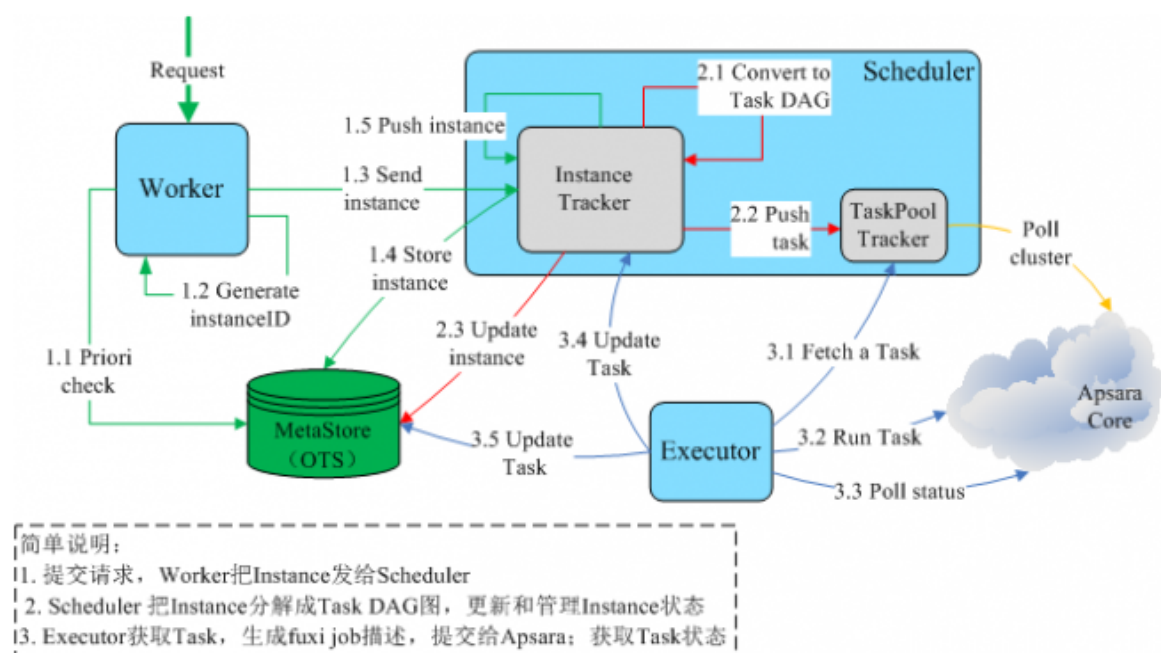 Request
Scheduler
2.1 Convert to
Task DAG
1.5 Push instance
Worker
1.3 Send
instance
Instance
Tracker
2.2 Push
task
TaskPool
Tracker
Poll
cluster
1.4 Store
instance
1.2 Generate
instanceID
2.3 Update
instance
3.4 Update
Task
3.1 Fetch a Task
1.1 Priori
check
MetaStore
（OTS）
3.5 Update
Task
Executor
3.2 Run Task
3.3 Poll status
Apsara
Core
简单说明：
1. 提交请求，Worker把Instance发给Scheduler
2. Scheduler 把Instance分解成Task DAG图，更新和管理Instance状态
3. Executor获取Task，生成fuxi job描述，提交给Apsara；获取Task状态